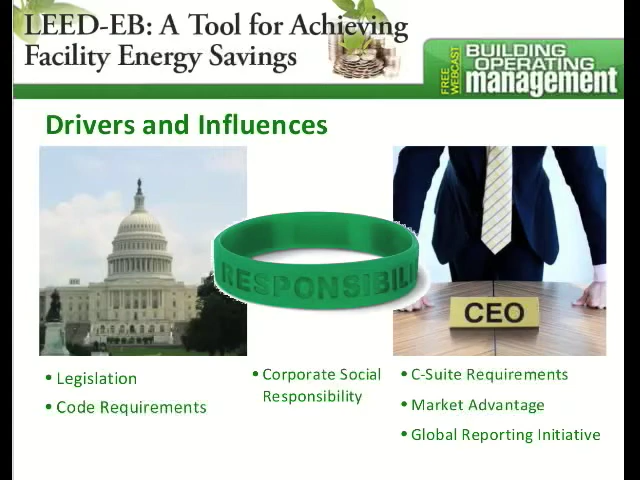 LEED-EB: A Tool for Achieving
Facility Energy Savings
FREE
WEBCAST
BUILDING
OPERATING
management
Drivers and Influences
RESPONSIBILI
CEO
• Legislation
• Code Requirements
• Corporate Social
Responsibility
• C-Suite Requirements
• Market Advantage
• Global Reporting Initiative